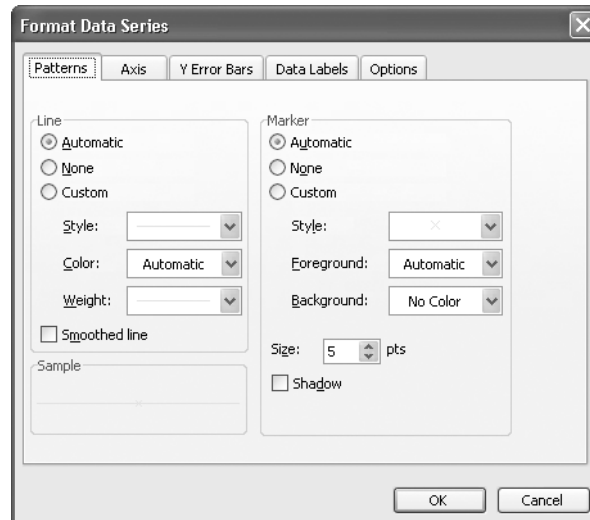 Format Data Series
Patterns Axis Y Error Bars Data Labels Options
Line
Automatic
None
Custom
Style:
Color: Automatic
Weight:
Smoothed line
Sample
Marker
Automatic
None
Custom
Style:
Foreground: Automatic
Background: No Color
Size: 5 pts
Shadow
OK Cancel